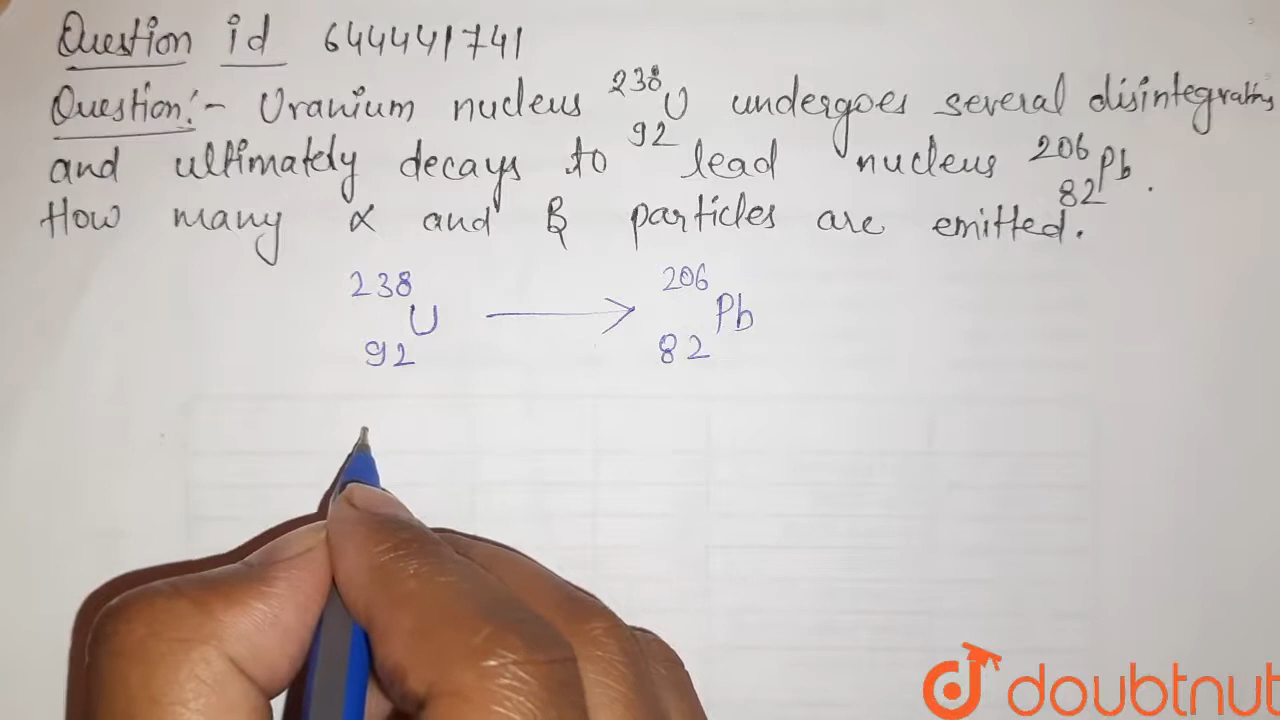 Question id 644441741
Question:- Uranium nucleus ²³⁸₉₂U undergoes several disintegrations
and ultimately decays to lead nucleus ²⁰⁶₈₂Pb.
How many α and β particles are emitted.
²³⁸₉₂U ⟶ ²⁰⁶₈₂Pb
doubtnut